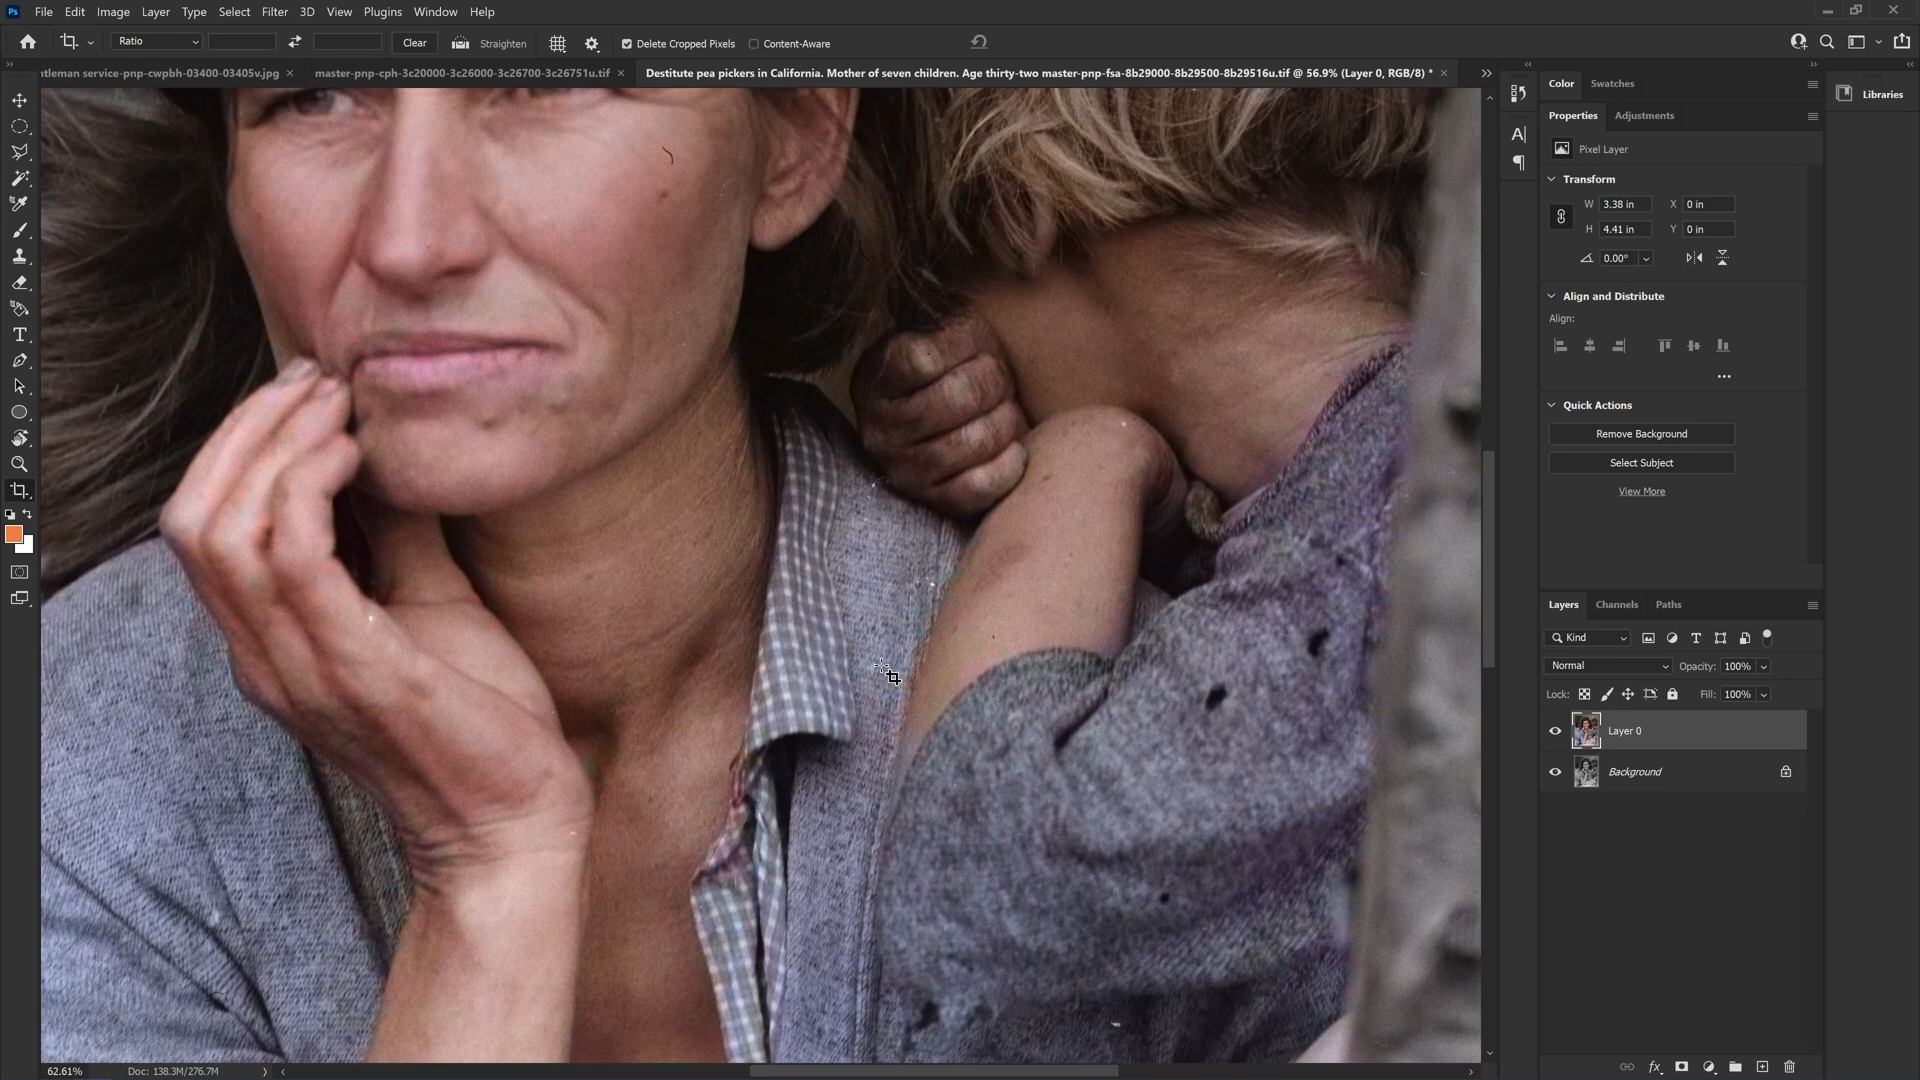 Ps File Edit Image Layer Type Select Filter 3D View Plugins Window Help
Ratio Clear Straighten Delete Cropped Pixels Content-Aware
tleman service-pnp-cwpbh-03400-03405v.jpg × master-pnp-cph-3c20000-3c26000-3c26700-3c26751u.tif × Destitute pea pickers in California. Mother of seven children. Age thirty-two master-pnp-fsa-8b29000-8b29500-8b29516u.tif @ 56.9% (Layer 0, RGB/8) * ×
Color Swatches
Libraries
Properties Adjustments
Pixel Layer
Transform
W 3.38 in X 0 in
H 4.41 in Y 0 in
0.00°
Align and Distribute
Align:
Quick Actions
Remove Background
Select Subject
View More
Layers Channels Paths
Kind
Normal Opacity: 100%
Lock: Fill: 100%
Layer 0
Background
62.61% Doc: 138.3M/276.7M